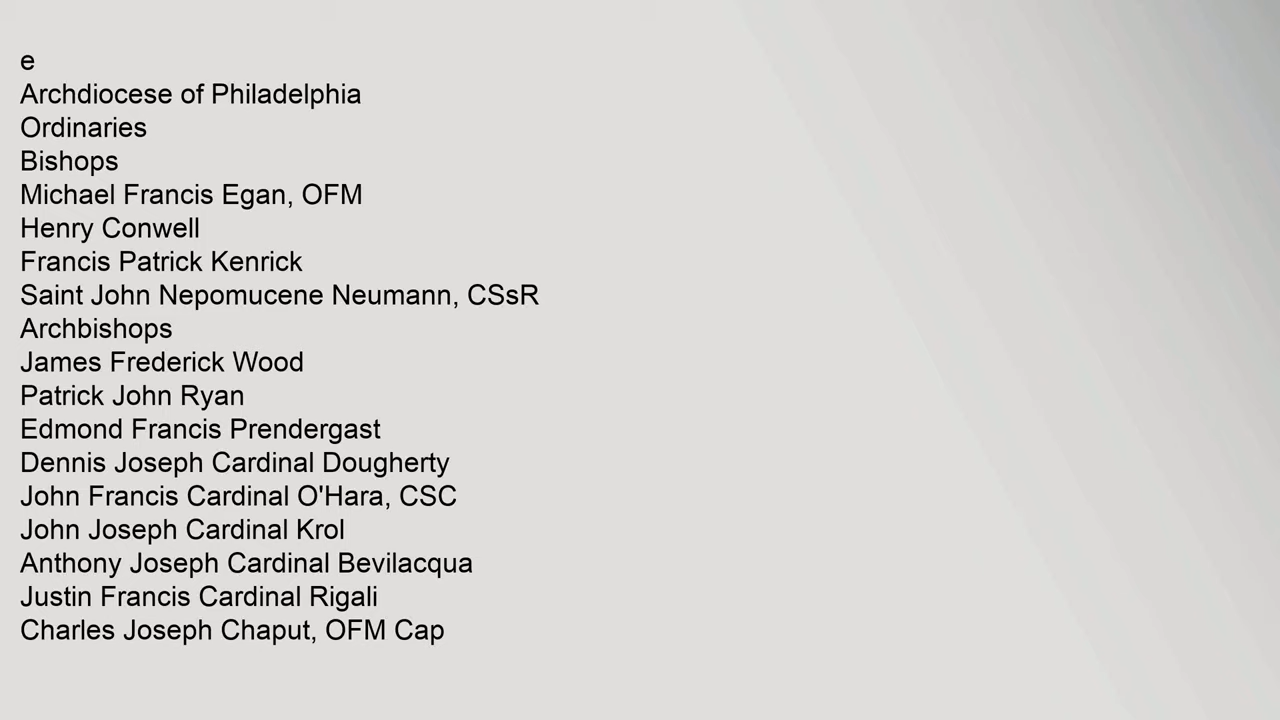 e
Archdiocese of Philadelphia
Ordinaries
Bishops
Michael Francis Egan, OFM
Henry Conwell
Francis Patrick Kenrick
Saint John Nepomucene Neumann, CSsR
Archbishops
James Frederick Wood
Patrick John Ryan
Edmond Francis Prendergast
Dennis Joseph Cardinal Dougherty
John Francis Cardinal O'Hara, CSC
John Joseph Cardinal Krol
Anthony Joseph Cardinal Bevilacqua
Justin Francis Cardinal Rigali
Charles Joseph Chaput, OFM Cap